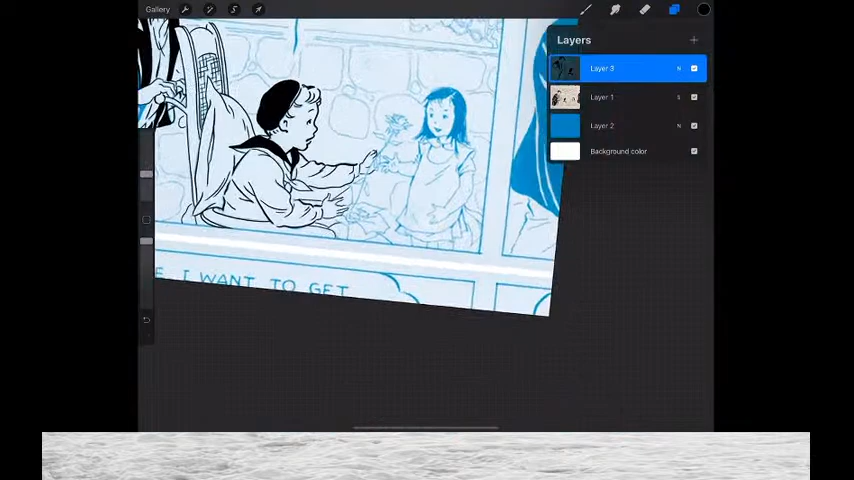 Gallery
Layers
Layer 3 N
Layer 1 S
Layer 2 N
Background color
E I WANT TO GET